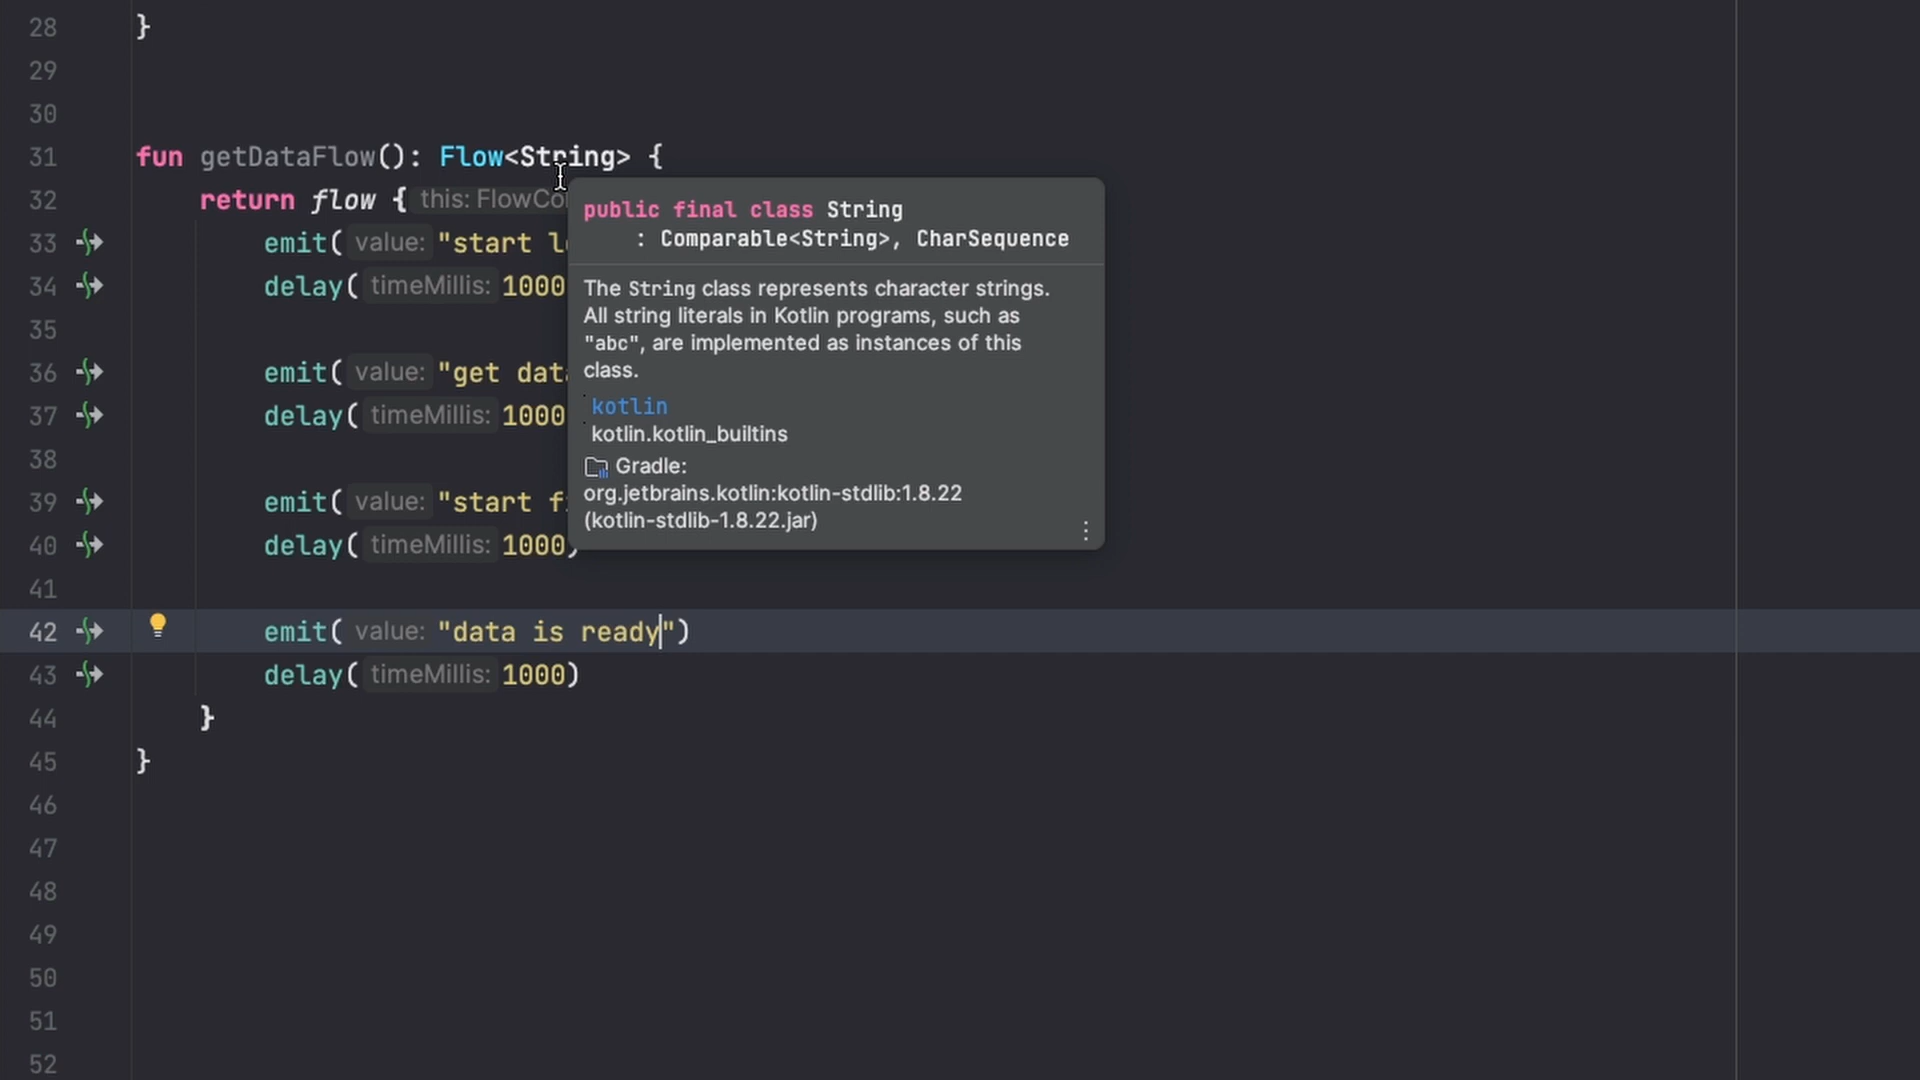 28 }
29
30
31 fun getDataFlow(): Flow<String> {
32 return flow { this:
33 emit( value: "start
34 delay( timeMillis: 1000
35
36 emit( value: "get
37 delay( timeMillis: 1000
38
39 emit( value: "start
40 delay( timeMillis: 1000)
41
42 emit( value: "data is ready")
43 delay( timeMillis: 1000)
44 }
45 }
46
47
48
49
50
51
52
public final class String
: Comparable<String>, CharSequence
The String class represents character strings.
All string literals in Kotlin programs, such as
"abc", are implemented as instances of this
class.
kotlin
kotlin.kotlin_builtins
Gradle:
org.jetbrains.kotlin:kotlin-stdlib:1.8.22
(kotlin-stdlib-1.8.22.jar)